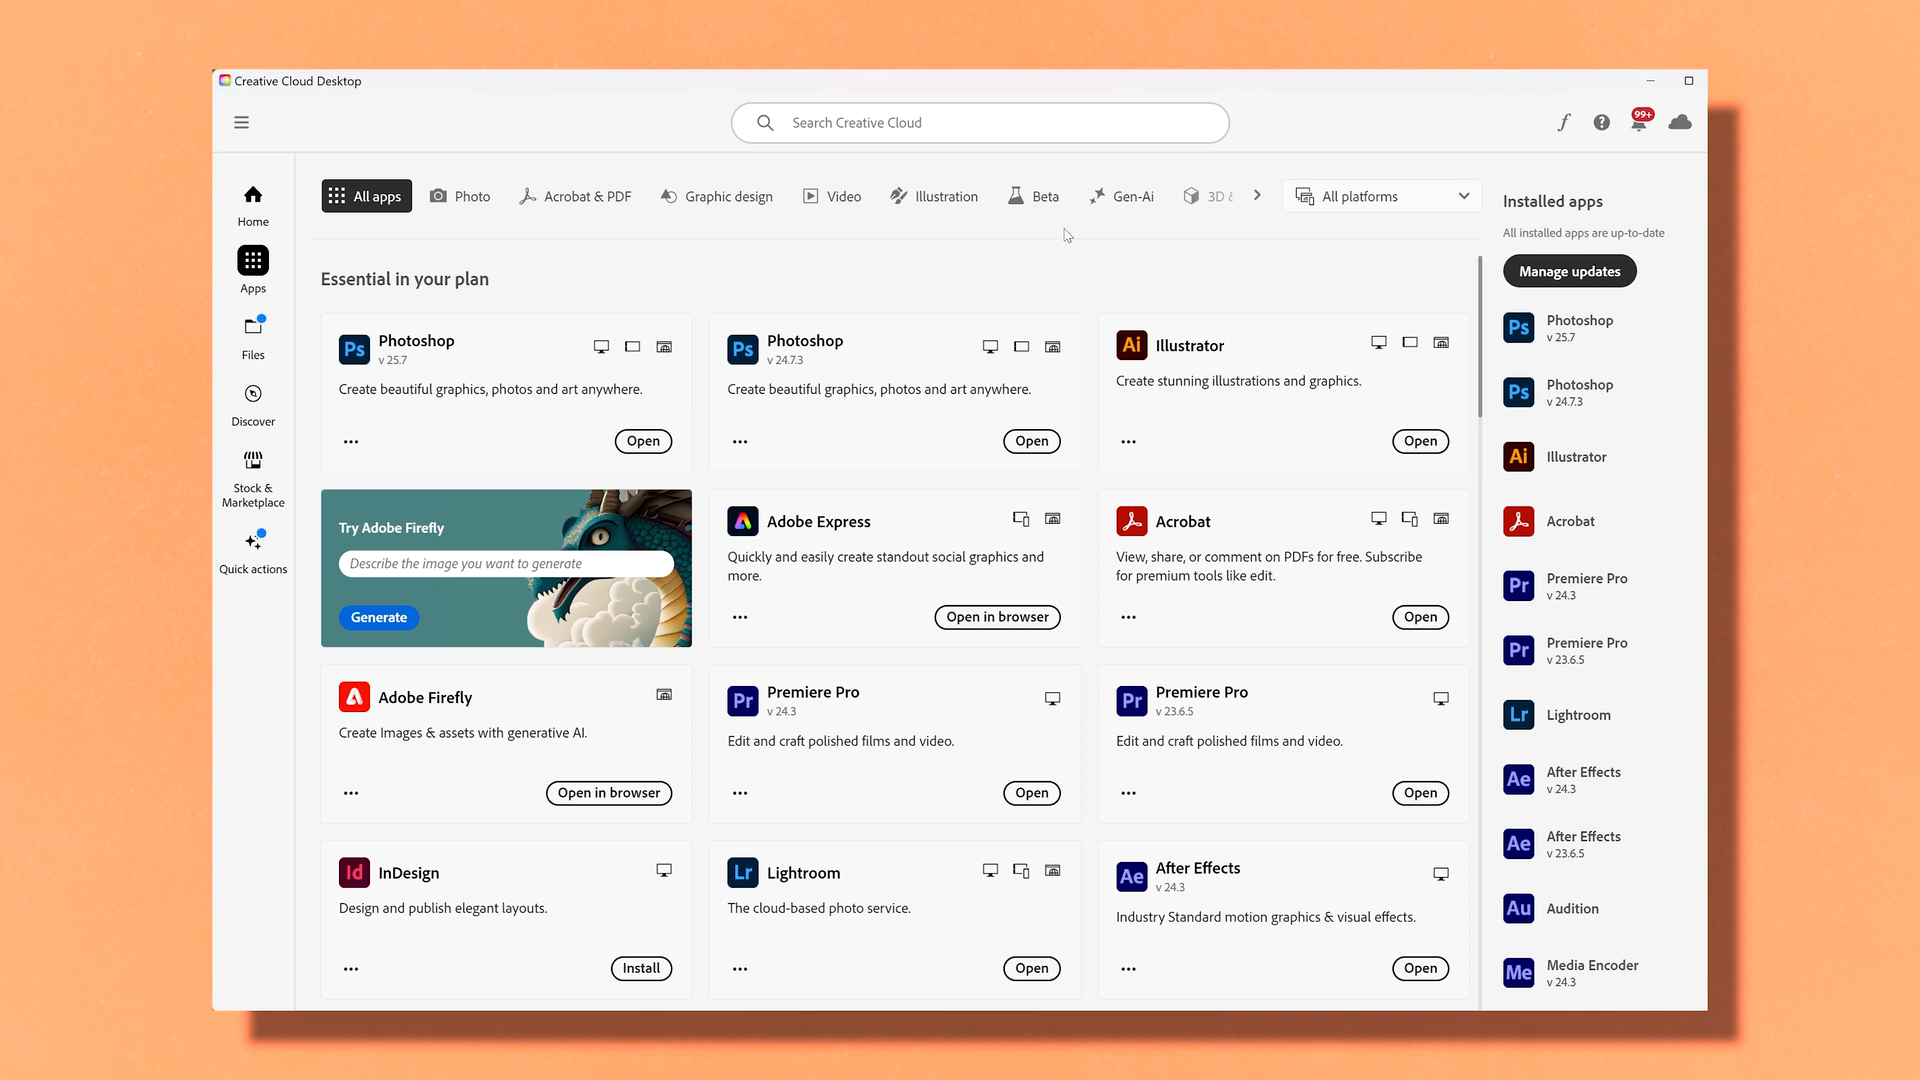 Creative Cloud Desktop
Search Creative Cloud
99+
Home
Apps
Files
Discover
Stock &
Marketplace
Quick actions
All apps
Photo
Acrobat & PDF
Graphic design
Video
Illustration
Beta
Gen-Ai
3D &
All platforms
Essential in your plan
Ps
Photoshop
v 25.7
Create beautiful graphics, photos and art anywhere.
Open
Ps
Photoshop
v 24.7.3
Create beautiful graphics, photos and art anywhere.
Open
Ai
Illustrator
Create stunning illustrations and graphics.
Open
Try Adobe Firefly
Describe the image you want to generate
Generate
Adobe Express
Quickly and easily create standout social graphics and
more.
Open in browser
Acrobat
View, share, or comment on PDFs for free. Subscribe
for premium tools like edit.
Open
Adobe Firefly
Create Images & assets with generative AI.
Open in browser
Pr
Premiere Pro
v 24.3
Edit and craft polished films and video.
Open
Pr
Premiere Pro
v 23.6.5
Edit and craft polished films and video.
Open
Id
InDesign
Design and publish elegant layouts.
Install
Lr
Lightroom
The cloud-based photo service.
Open
Ae
After Effects
v 24.3
Industry Standard motion graphics & visual effects.
Open
Installed apps
All installed apps are up-to-date
Manage updates
Ps
Photoshop
v 25.7
Ps
Photoshop
v 24.7.3
Ai
Illustrator
Acrobat
Pr
Premiere Pro
v 24.3
Pr
Premiere Pro
v 23.6.5
Lr
Lightroom
Ae
After Effects
v 24.3
Ae
After Effects
v 23.6.5
Au
Audition
Me
Media Encoder
v 24.3